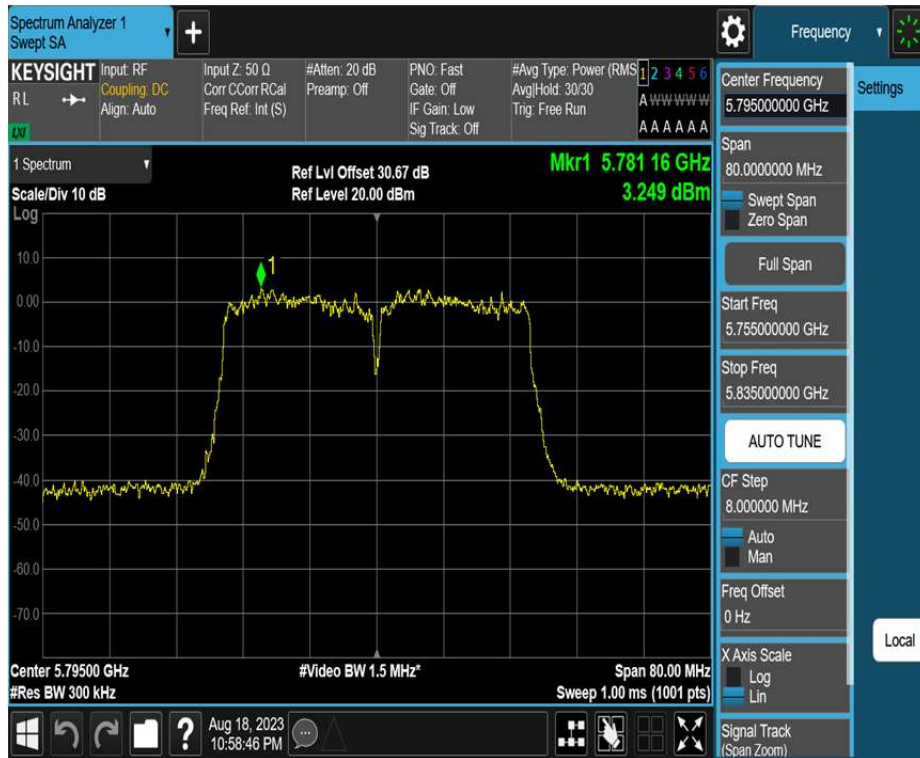 Spectrum Analyzer 1
Swept SA
+
Frequency
KEYSIGHT
RL
LXI
Input: RF
Coupling: DC
Align: Auto
Input Z: 50 Ω
Corr CCorr RCal
Freq Ref: Int (S)
#Atten: 20 dB
Preamp: Off
PNO: Fast
Gate: Off
IF Gain: Low
Sig Track: Off
#Avg Type: Power (RMS
Avg|Hold: 30/30
Trig: Free Run
1 2 3 4 5 6
A W W W W W
A A A A A A
Center Frequency
5.795000000 GHz
Settings
Span
80.0000000 MHz
Swept Span
Zero Span
Full Span
Start Freq
5.755000000 GHz
Stop Freq
5.835000000 GHz
AUTO TUNE
CF Step
8.000000 MHz
Auto
Man
Freq Offset
0 Hz
X Axis Scale
Log
Lin
Signal Track
(Span Zoom)
Local
1 Spectrum
Scale/Div 10 dB
Ref Lvl Offset 30.67 dB
Ref Level 20.00 dBm
Mkr1 5.781 16 GHz
3.249 dBm
Log
10.0
0.00
-10.0
-20.0
-30.0
-40.0
-50.0
-60.0
-70.0
1
Center 5.79500 GHz
#Res BW 300 kHz
#Video BW 1.5 MHz*
Span 80.00 MHz
Sweep 1.00 ms (1001 pts)
?
Aug 18, 2023
10:58:46 PM